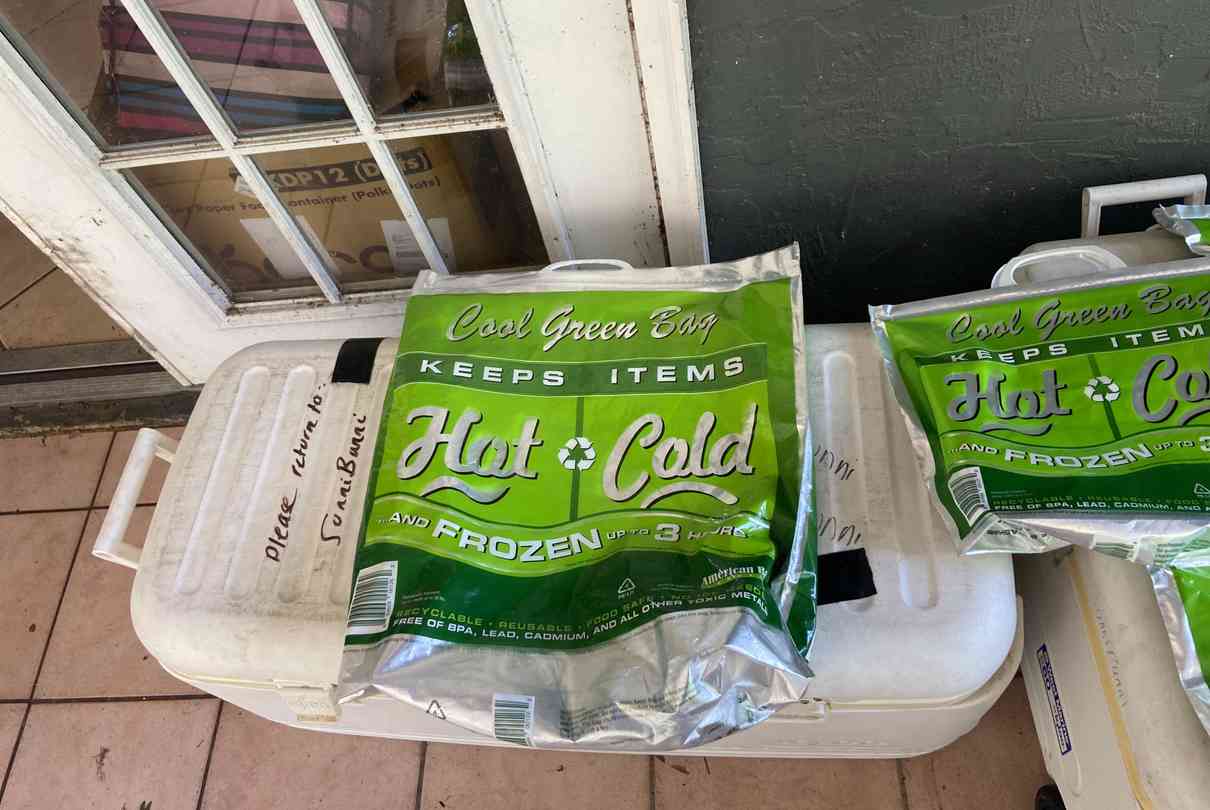 KDP12 (Dots)
Paper Food Container (Polka Dots)
please return to:
SunniBunni
Cool Green Bag
KEEPS ITEMS
Hot Cold
...AND FROZEN UP TO 3 HOURS
American
RECYCLABLE • REUSABLE • FOOD SAFE •
FREE OF BPA, LEAD, CADMIUM, AND ALL OTHER TOXIC METALS
Cool Green Bag
KEEPS ITEM
Hot Co
...AND FROZEN UP TO 3
RECYCLABLE • REUSABLE • FOOD
FREE OF BPA, LEAD, CADMIUM, AND